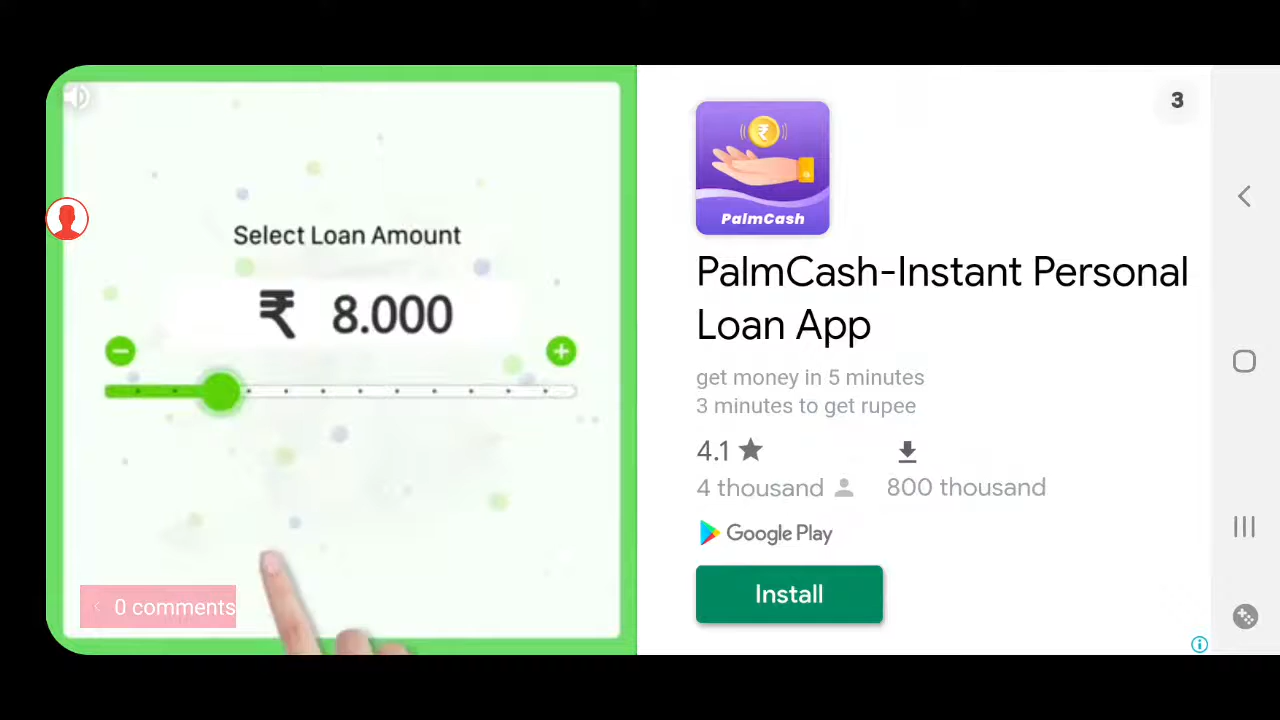 Select Loan Amount
₹ 8.000
0 comments
3
₹
PalmCash
PalmCash-Instant Personal
Loan App
get money in 5 minutes
3 minutes to get rupee
4.1
4 thousand
800 thousand
Google Play
Install